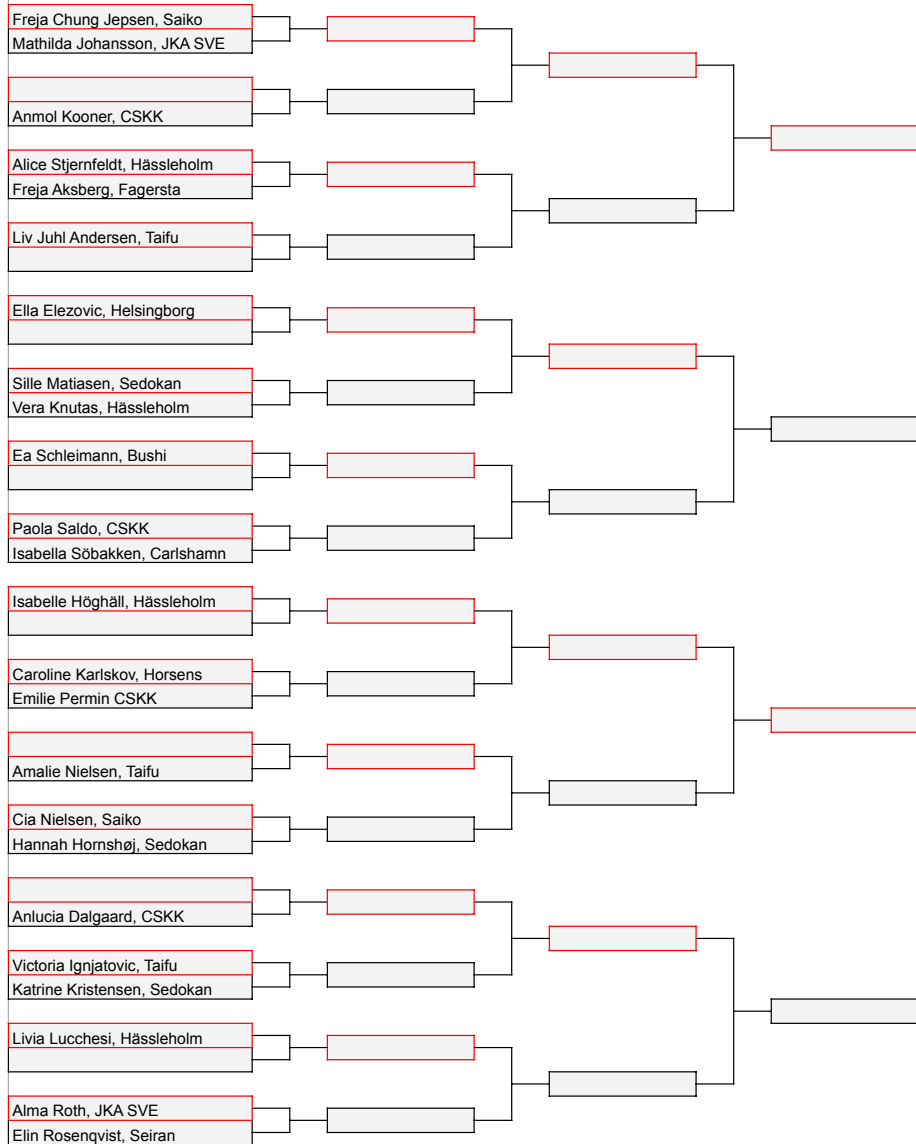 Freja Chung Jepsen, Saiko
Mathilda Johansson, JKA SVE
Anmol Kooner, CSKK
Alice Stjernfeldt, Hässleholm
Freja Aksberg, Fagersta
Liv Juhl Andersen, Taifu
Ella Elezovic, Helsingborg
Sille Matiasen, Sedokan
Vera Knutas, Hässleholm
Ea Schleimann, Bushi
Paola Saldo, CSKK
Isabella Söbakken, Carlshamn
Isabelle Höghäll, Hässleholm
Caroline Karlskov, Horsens
Emilie Permin CSKK
Amalie Nielsen, Taifu
Cia Nielsen, Saiko
Hannah Hornshøj, Sedokan
Anlucia Dalgaard, CSKK
Victoria Ignjatovic, Taifu
Katrine Kristensen, Sedokan
Livia Lucchesi, Hässleholm
Alma Roth, JKA SVE
Elin Rosenqvist, Seiran